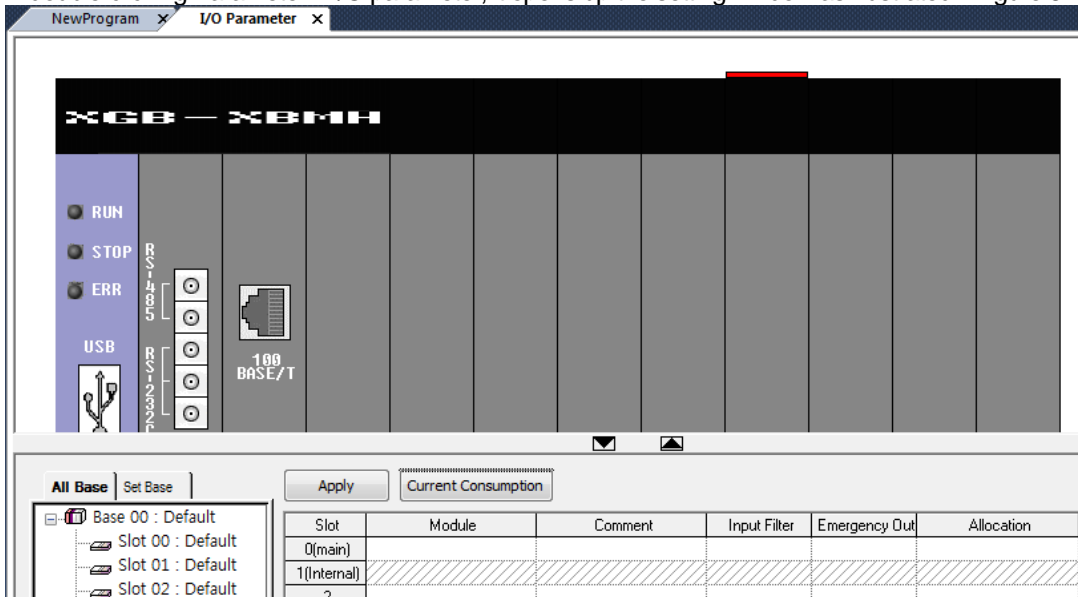 NewProgram x I/O Parameter x
XGB-XBMH
RUN
STOP
ERR
RS-485
USB
RS-232C
100
BASE/T
All Base Set Base
Apply Current Consumption
Base 00 : Default
Slot 00 : Default
Slot 01 : Default
Slot 02 : Default
Slot Module Comment Input Filter Emergency Out Allocation
0(main)
1(Internal)
2